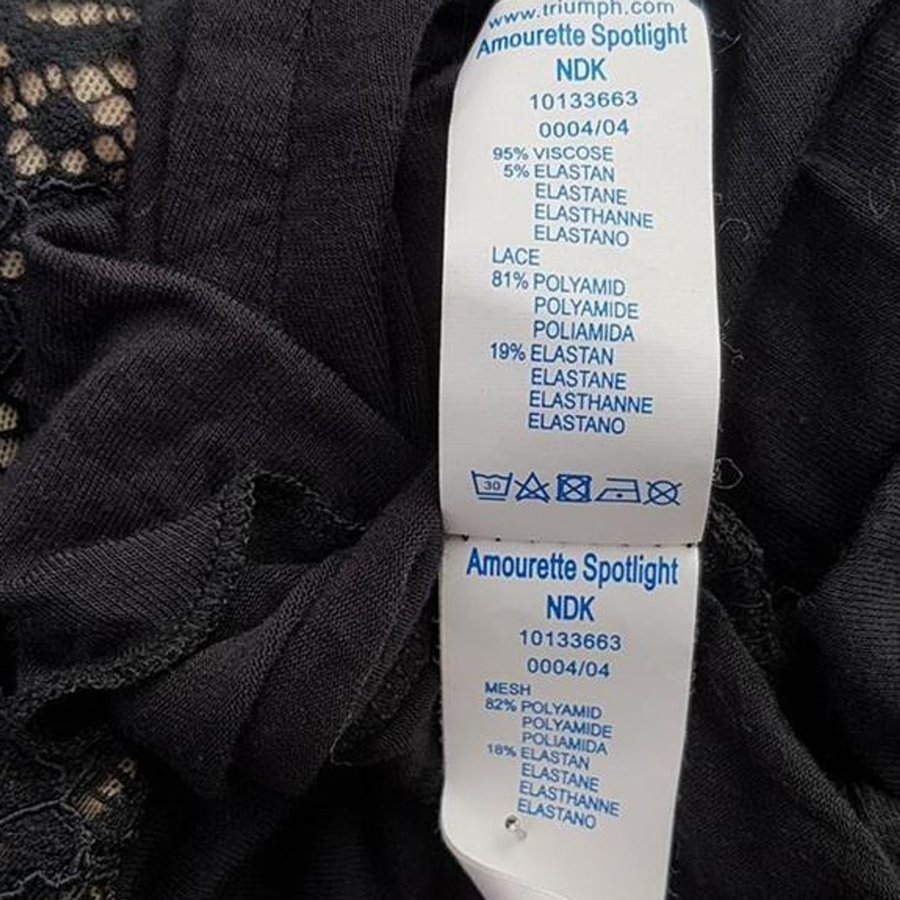 www.triumph.com
Amourette Spotlight
NDK
10133663
0004/04
95% VISCOSE
5% ELASTAN
ELASTANE
ELASTHANNE
ELASTANO
LACE
81% POLYAMID
POLYAMIDE
POLIAMIDA
19% ELASTAN
ELASTANE
ELASTHANNE
ELASTANO
30
Amourette Spotlight
NDK
10133663
0004/04
MESH
82% POLYAMID
POLYAMIDE
POLIAMIDA
18% ELASTAN
ELASTANE
ELASTHANNE
ELASTANO